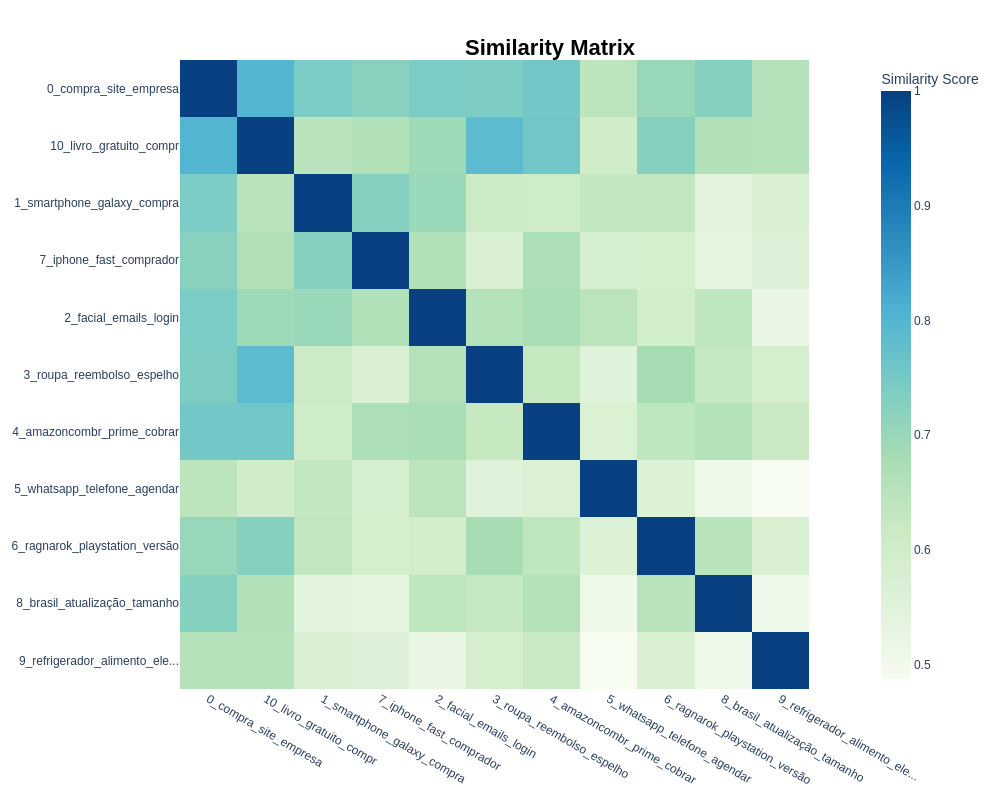 Similarity Matrix
Similarity Score
0_compra_site_empresa
10_livro_gratuito_compr
1_smartphone_galaxy_compra
7_iphone_fast_comprador
2_facial_emails_login
3_roupa_reembolso_espelho
4_amazoncombr_prime_cobrar
5_whatsapp_telefone_agendar
6_ragnarok_playstation_versão
8_brasil_atualização_tamanho
9_refrigerador_alimento_ele...
0_compra_site_empresa
10_livro_gratuito_compr
1_smartphone_galaxy_compra
7_iphone_fast_comprador
2_facial_emails_login
3_roupa_reembolso_espelho
4_amazoncombr_prime_cobrar
5_whatsapp_telefone_agendar
6_ragnarok_playstation_versão
8_brasil_atualização_tamanho
9_refrigerador_alimento_ele...
1
0.9
0.8
0.7
0.6
0.5